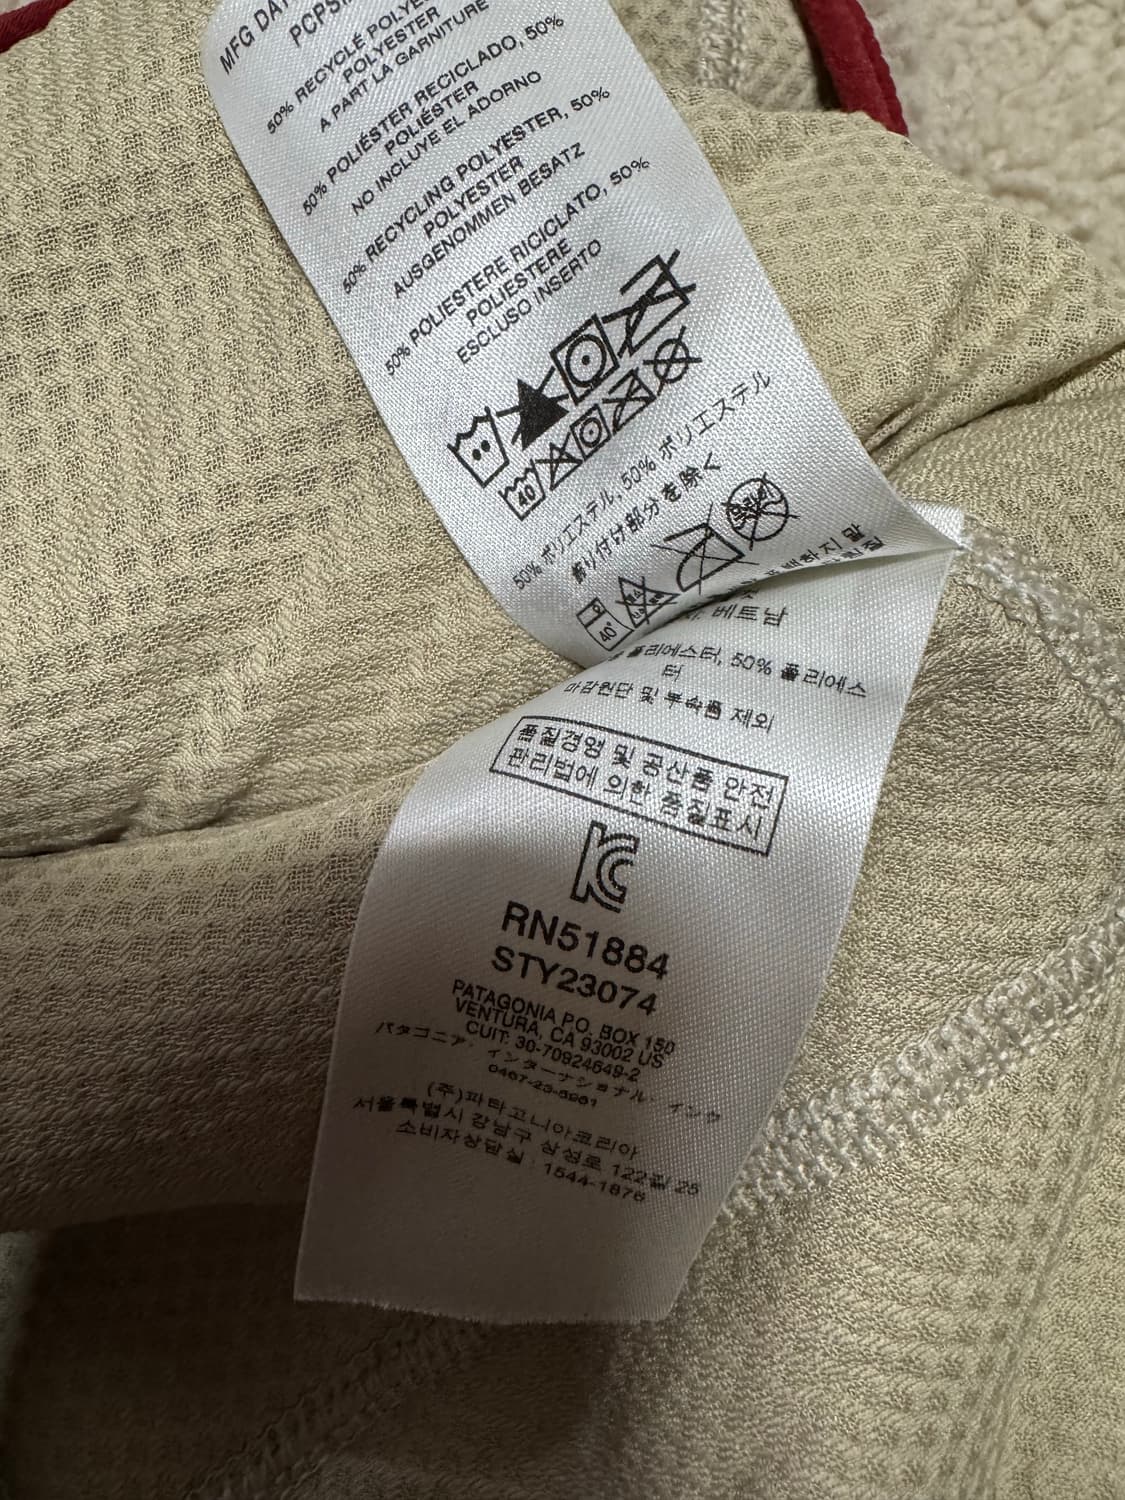 MFG DAT
50% RECYCLÉ POLYE
POLYESTER
A PART LA GARNITURE
50% POLIÉSTER RECICLADO, 50%
POLIÉSTER
NO INCLUYE EL ADORNO
50% RECYCLING POLYESTER, 50%
POLYESTER
AUSGENOMMEN BESATZ
50% POLIESTERE RICICLATO, 50%
POLIESTERE
ESCLUSO INSERTO
40
50% ポリエステル, 50% ポリエステル
飾り付け部分を除く
40°
베트남
폴리에스터, 50% 폴리에스
터
마감원단 및 부속품 제외
품질경영 및 공산품 안전
관리법에 의한 품질표시
RN51884
STY23074
PATAGONIA P.O. BOX 150
VENTURA, CA 93002 US
CUIT: 30-70924649-2
パタゴニア・インターナショナル・インク
0467-23-8961
(주)파타고니아코리아
서울특별시 강남구 삼성로 122길 25
소비자상담실 : 1544-1876